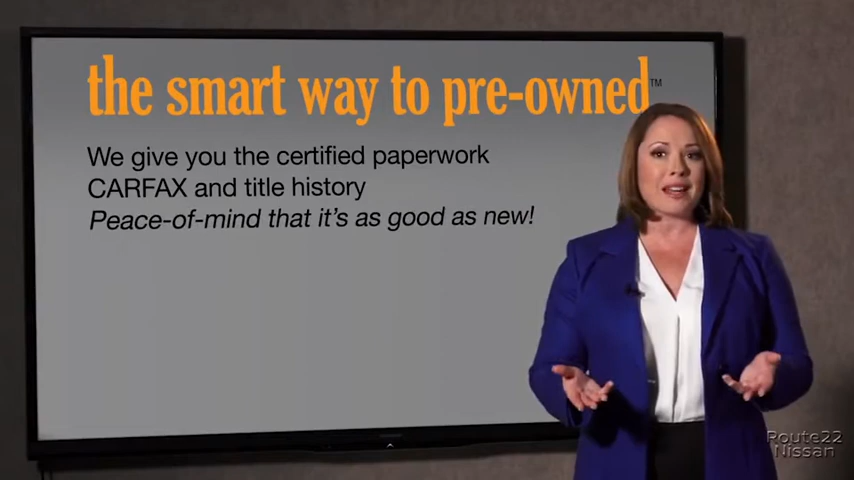 the smart way to pre-owned™
We give you the certified paperwork
CARFAX and title history
Peace-of-mind that it's as good as new!
Route22
Nissan